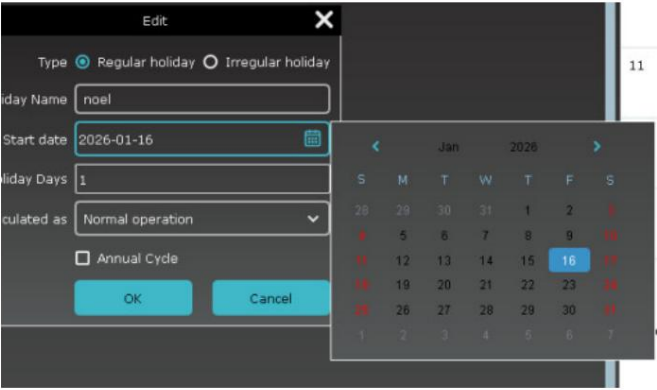 Edit
Type Regular holiday Irregular holiday
iday Name noel
Start date 2026-01-16
liday Days 1
culated as Normal operation
Annual Cycle
OK Cancel
11
Jan 2026
S M T W T F S
28 29 30 31 1 2 3
4 5 6 7 8 9 10
11 12 13 14 15 16 17
18 19 20 21 22 23 24
25 26 27 28 29 30 31
1 2 3 4 5 6 7